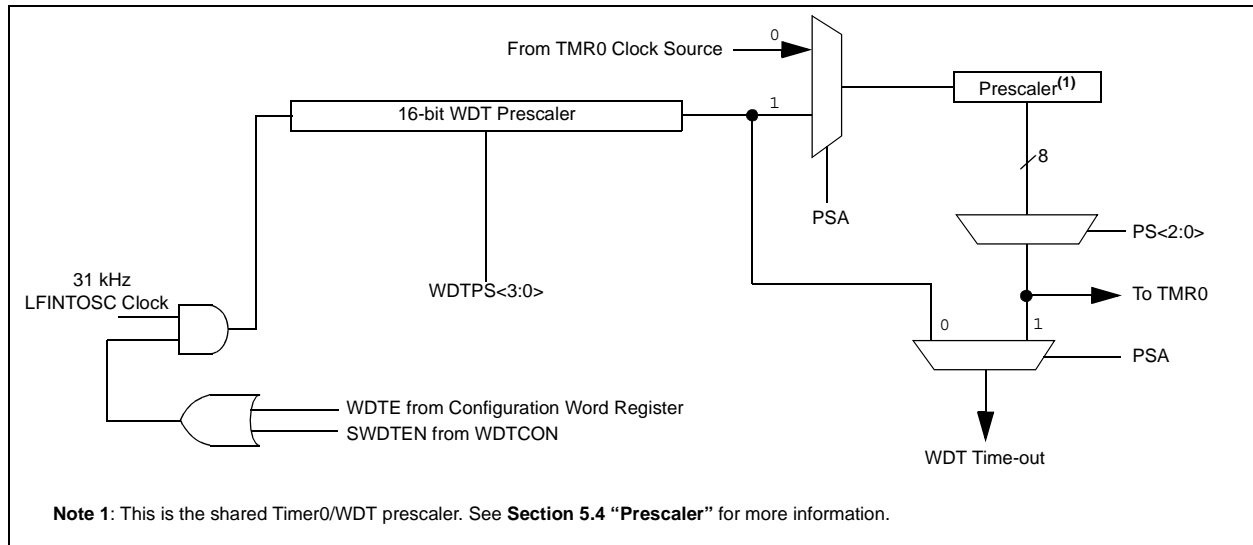 From TMR0 Clock Source
0
Prescaler(1)
16-bit WDT Prescaler
1
8
PSA
PS<2:0>
31 kHz
LFINTOSC Clock
WDTPS<3:0>
To TMR0
0
1
PSA
WDTE from Configuration Word Register
SWDTEN from WDTCON
WDT Time-out
Note 1: This is the shared Timer0/WDT prescaler. See Section 5.4 “Prescaler” for more information.